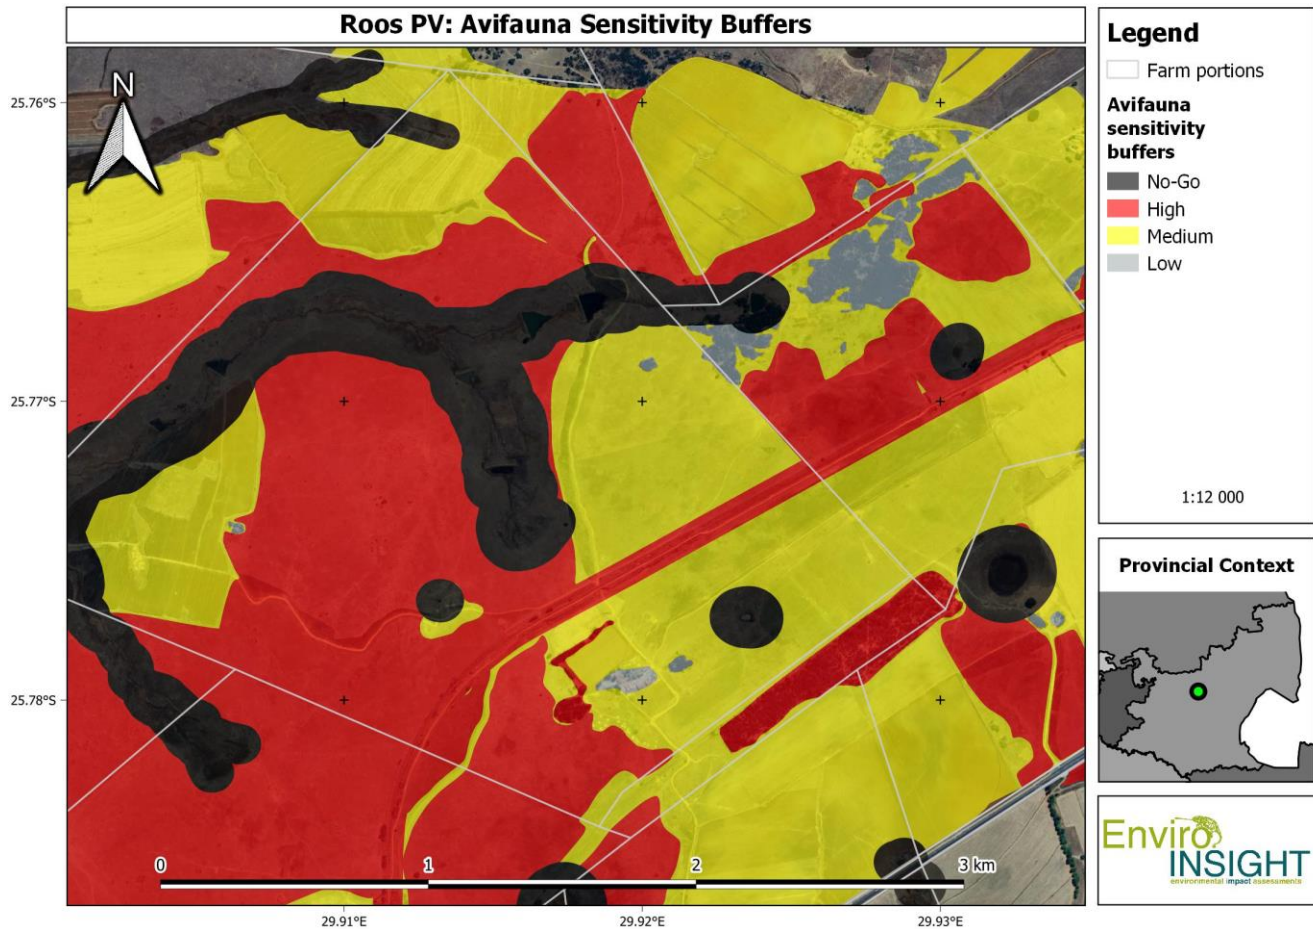 Roos PV: Avifauna Sensitivity Buffers
N
25.76°S
25.77°S
25.78°S
0 1 2 3 km
29.91°E 29.92°E 29.93°E
Legend
Farm portions
Avifauna
sensitivity
buffers
No-Go
High
Medium
Low
1:12 000
Provincial Context
Enviro
INSIGHT
environmental impact assessments